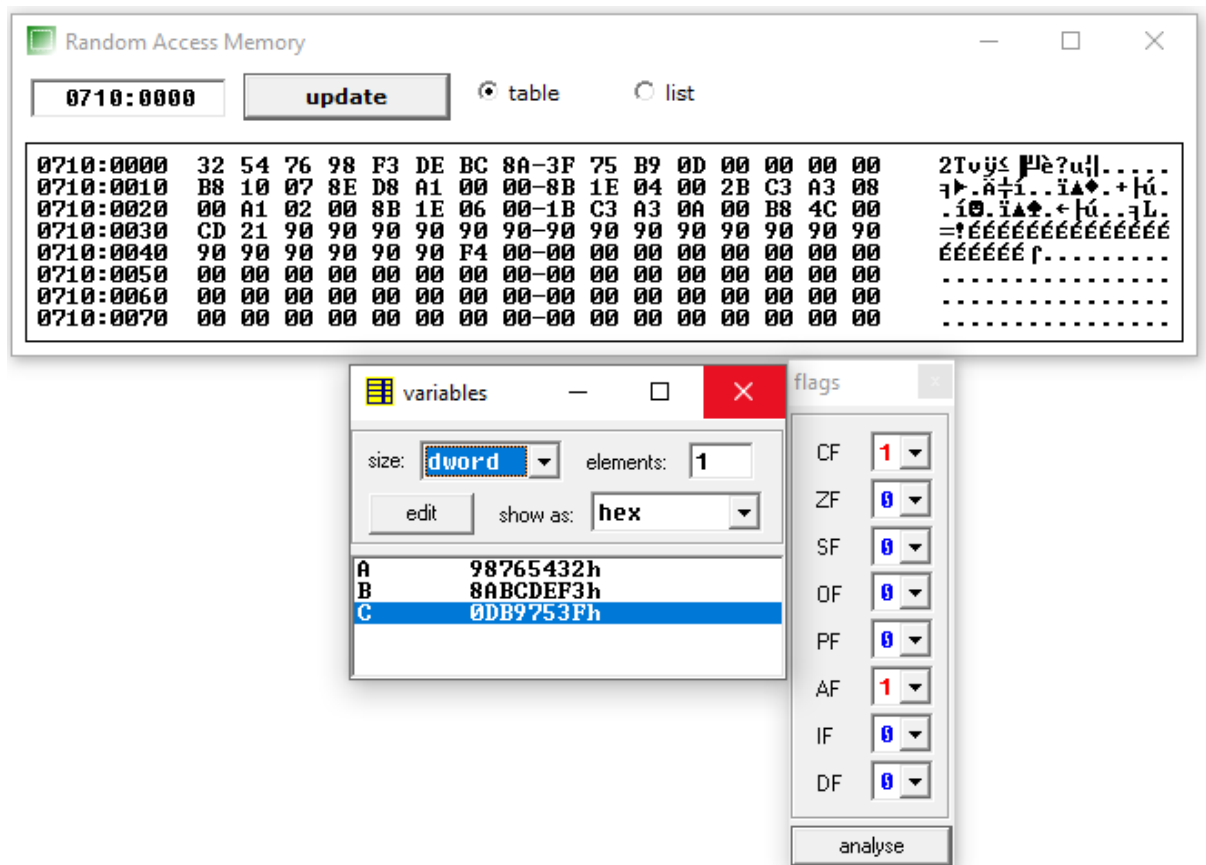 Random Access Memory
0710:0000 update table list
0710:0000 32 54 76 98 F3 DE BC 8A-3F 75 B9 0D 00 00 00 00 2Tvÿ≤▐╝è?u╣.....
0710:0010 B8 10 07 8E D8 A1 00 00-8B 1E 04 00 2B C3 A3 08
0710:0020 00 A1 02 00 8B 1E 06 00-1B C3 A3 0A 00 B8 4C 00
0710:0030 CD 21 90 90 90 90 90 90-90 90 90 90 90 90 90 90 =!ÉÉÉÉÉÉÉÉÉÉÉÉÉÉ
0710:0040 90 90 90 90 90 90 F4 00-00 00 00 00 00 00 00 00 ÉÉÉÉÉÉ⌠.........
0710:0050 00 00 00 00 00 00 00 00-00 00 00 00 00 00 00 00 ................
0710:0060 00 00 00 00 00 00 00 00-00 00 00 00 00 00 00 00 ................
0710:0070 00 00 00 00 00 00 00 00-00 00 00 00 00 00 00 00 ................
variables
size: dword elements: 1
edit show as: hex
A 98765432h
B 8ABCDEF3h
C 0DB9753Fh
flags
CF 1
ZF 0
SF 0
OF 0
PF 0
AF 1
IF 0
DF 0
analyse